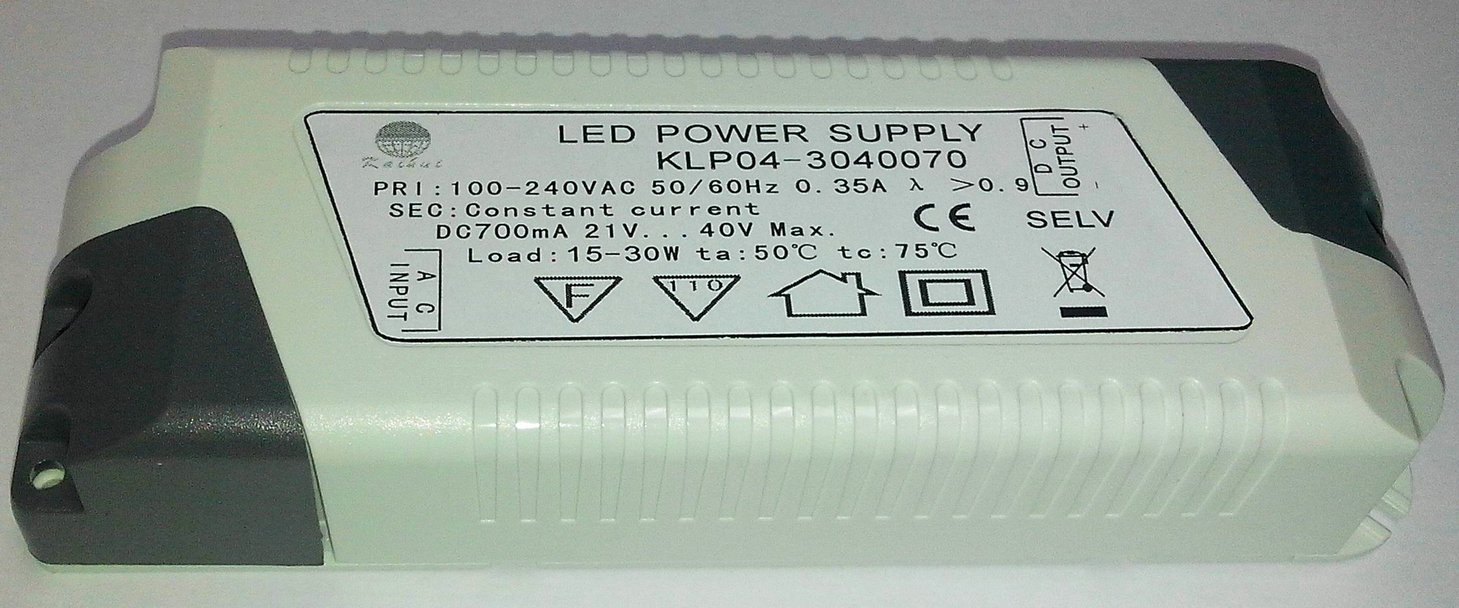 Kaihui
LED POWER SUPPLY
KLP04-3040070
PRI:100-240VAC 50/60Hz 0.35A λ >0.9
SEC:Constant current
DC700mA 21V...40V Max.
Load:15-30W ta:50℃ tc:75℃
AC
INPUT
DC
OUTPUT
+
-
CE
SELV
F
110